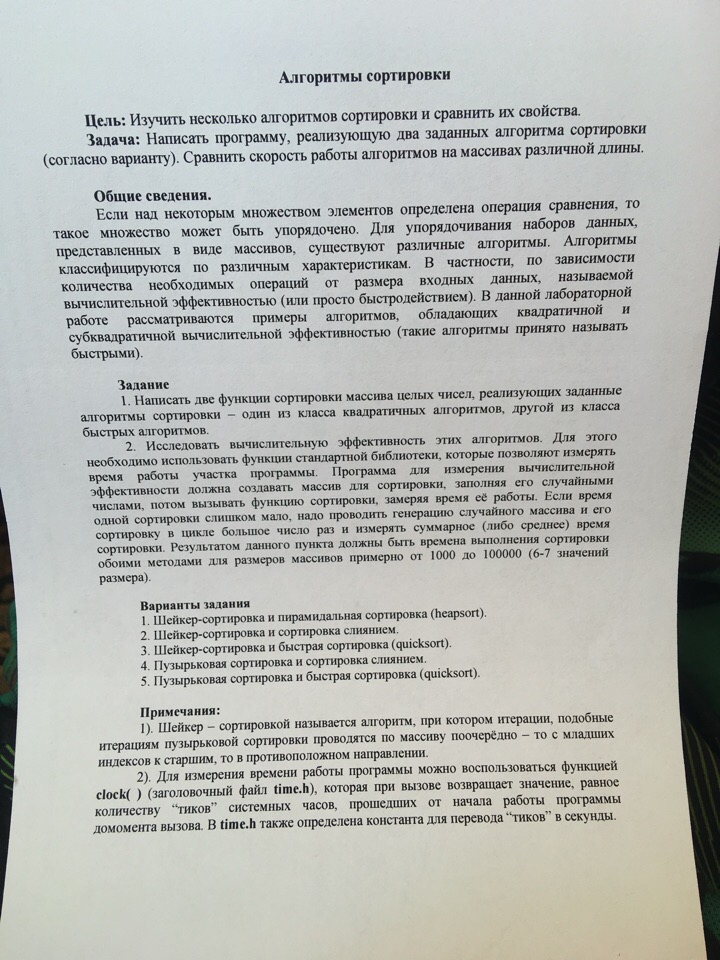 Алгоритмы сортировки
Цель: Изучить несколько алгоритмов сортировки и сравнить их свойства.
Задача: Написать программу, реализующую два заданных алгоритма сортировки
(согласно варианту). Сравнить скорость работы алгоритмов на массивах различной длины.
Общие сведения.
Если над некоторым множеством элементов определена операция сравнения, то
такое множество может быть упорядочено. Для упорядочивания наборов данных,
представленных в виде массивов, существуют различные алгоритмы. Алгоритмы
классифицируются по различным характеристикам. В частности, по зависимости
количества необходимых операций от размера входных данных, называемой
вычислительной эффективностью (или просто быстродействием). В данной лабораторной
работе рассматриваются примеры алгоритмов, обладающих квадратичной и
субквадратичной вычислительной эффективностью (такие алгоритмы принято называть
быстрыми).
Задание
1. Написать две функции сортировки массива целых чисел, реализующих заданные
алгоритмы сортировки – один из класса квадратичных алгоритмов, другой из класса
быстрых алгоритмов.
2. Исследовать вычислительную эффективность этих алгоритмов. Для этого
необходимо использовать функции стандартной библиотеки, которые позволяют измерять
время работы участка программы. Программа для измерения вычислительной
эффективности должна создавать массив для сортировки, заполняя его случайными
числами, потом вызывать функцию сортировки, замеряя время её работы. Если время
одной сортировки слишком мало, надо проводить генерацию случайного массива и его
сортировку в цикле большое число раз и измерять суммарное (либо среднее) время
сортировки. Результатом данного пункта должны быть времена выполнения сортировки
обоими методами для размеров массивов примерно от 1000 до 100000 (6-7 значений
размера).
Варианты задания
1. Шейкер-сортировка и пирамидальная сортировка (heapsort).
2. Шейкер-сортировка и сортировка слиянием.
3. Шейкер-сортировка и быстрая сортировка (quicksort).
4. Пузырьковая сортировка и сортировка слиянием.
5. Пузырьковая сортировка и быстрая сортировка (quicksort).
Примечания:
1). Шейкер – сортировкой называется алгоритм, при котором итерации, подобные
итерациям пузырьковой сортировки проводятся по массиву поочерёдно – то с младших
индексов к старшим, то в противоположном направлении.
2). Для измерения времени работы программы можно воспользоваться функцией
clock( ) (заголовочный файл time.h), которая при вызове возвращает значение, равное
количеству “тиков” системных часов, прошедших от начала работы программы
домомента вызова. В time.h также определена константа для перевода “тиков” в секунды.